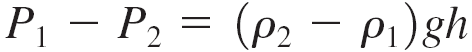 P₁ − P₂ = (ρ₂ − ρ₁)gh